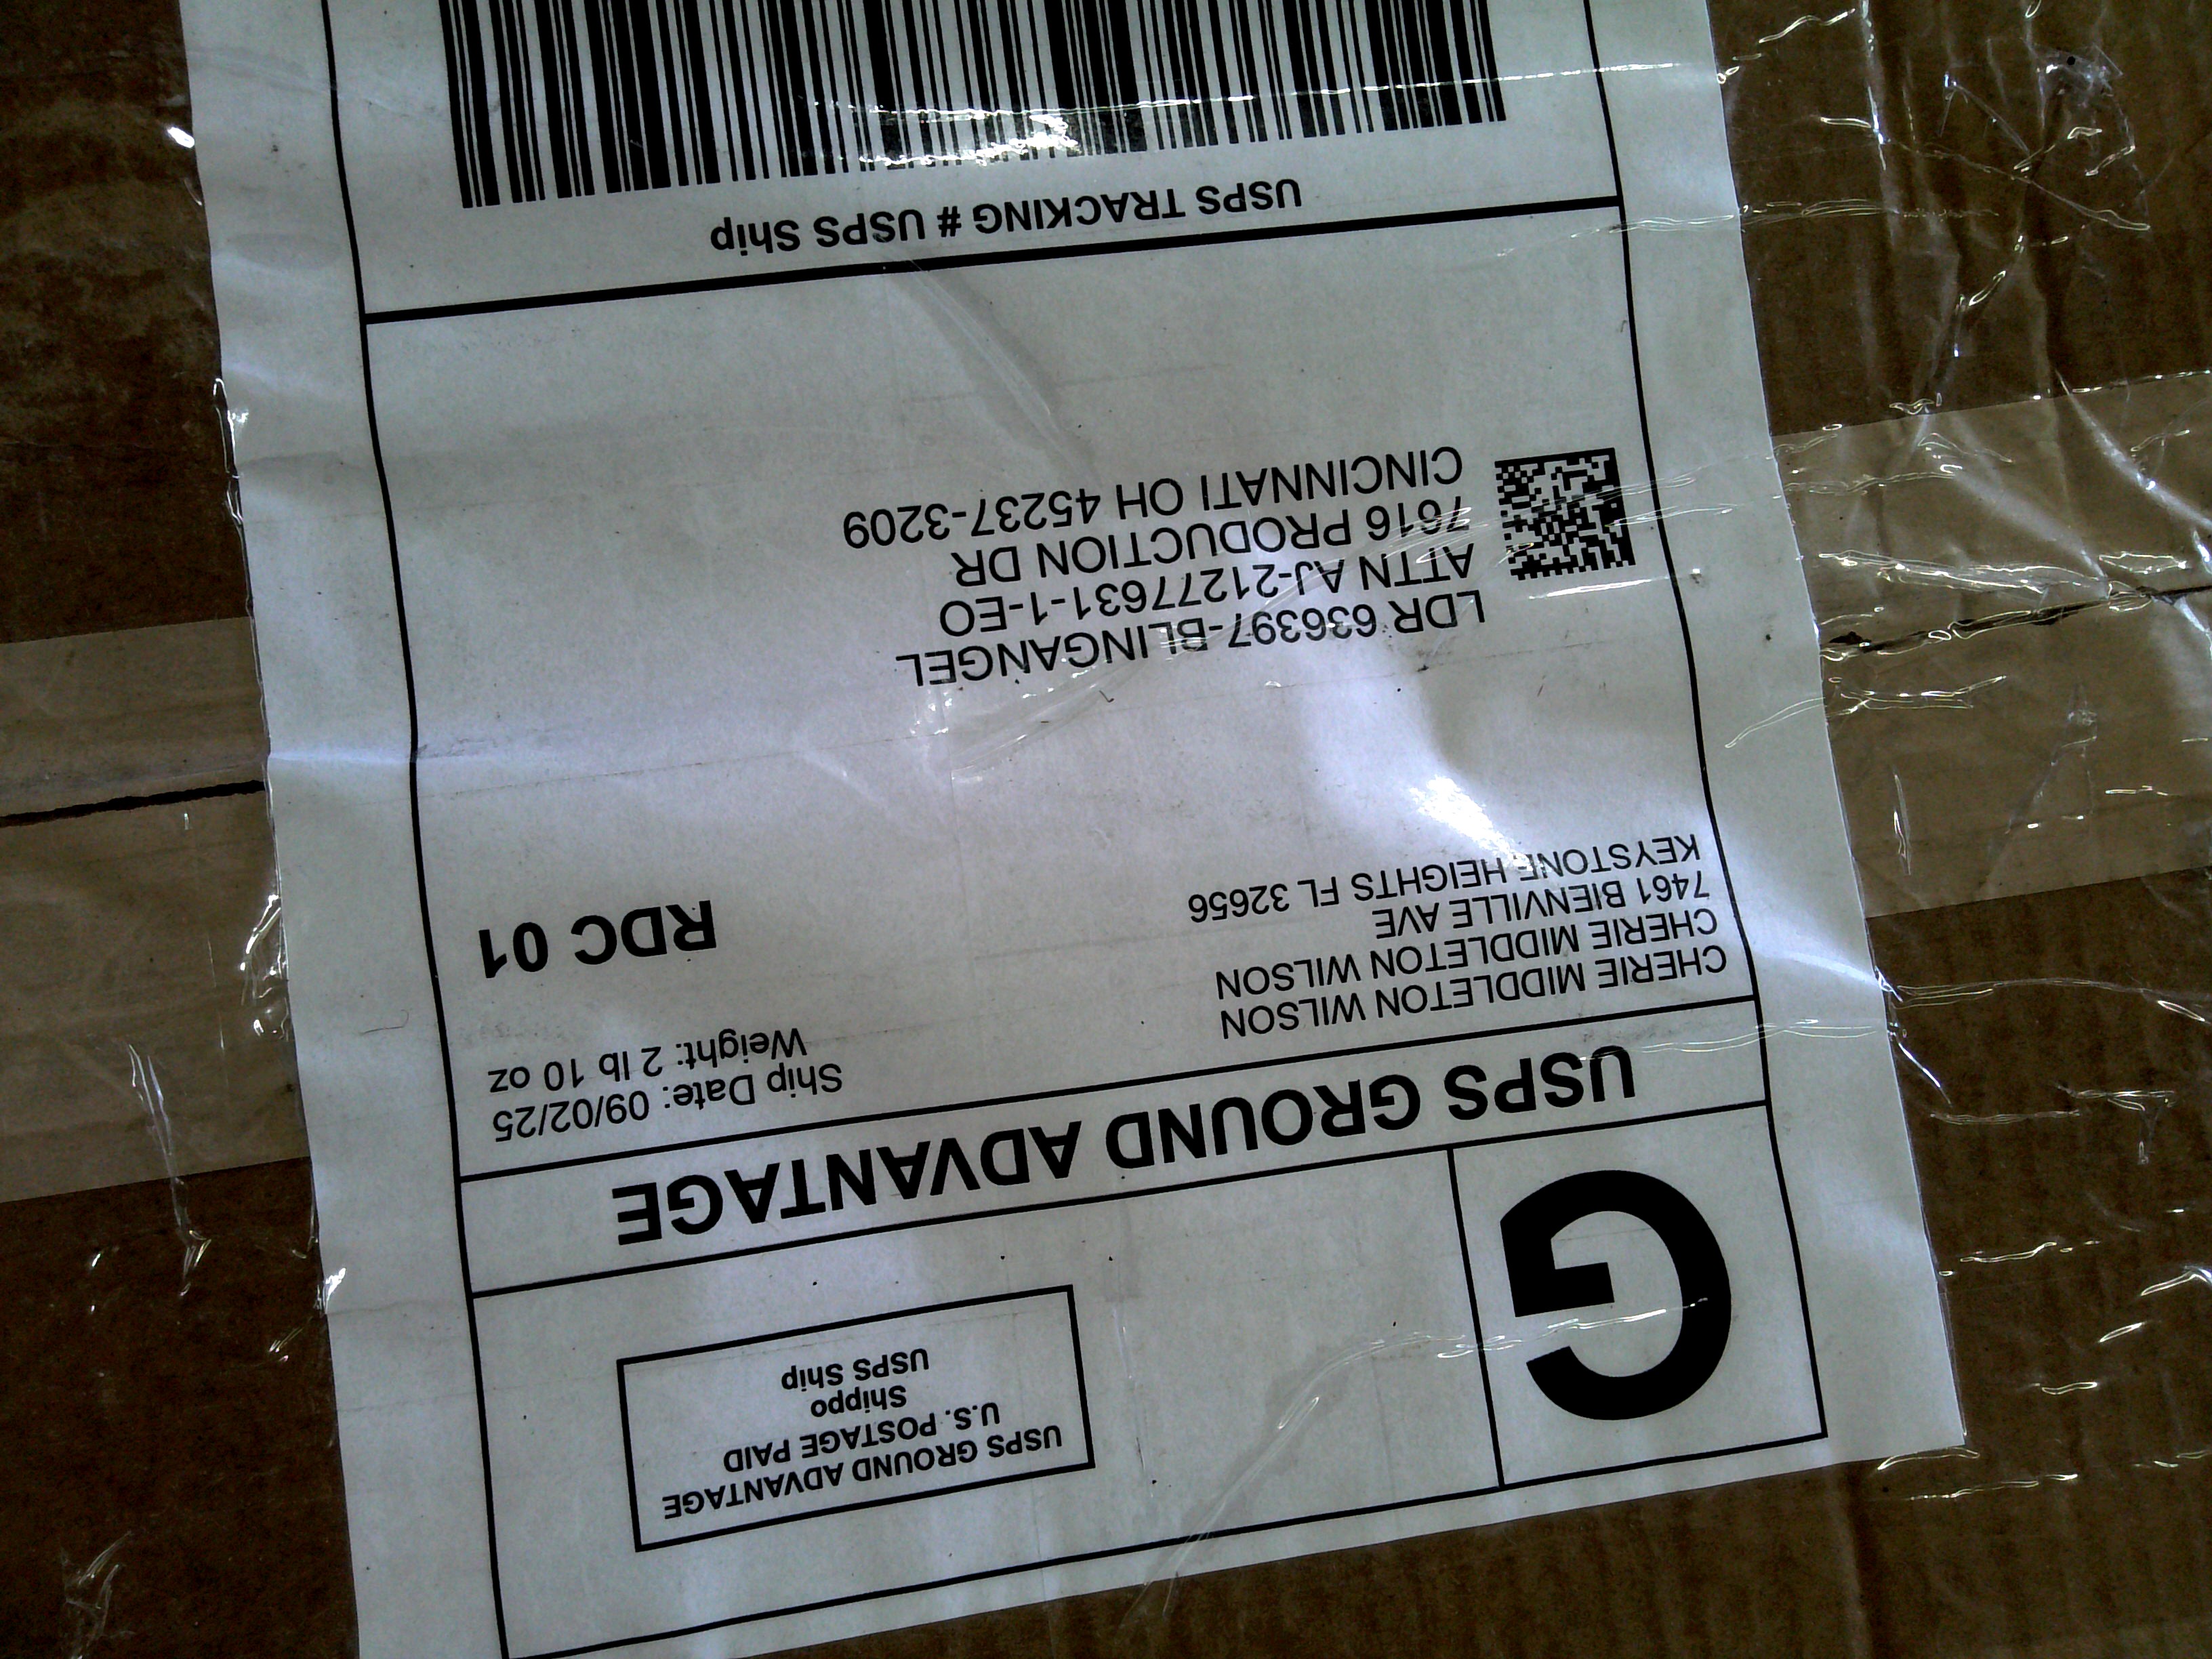 G
USPS GROUND ADVANTAGE
U.S. POSTAGE PAID
Shippo
USPS Ship
USPS GROUND ADVANTAGE
CHERIE MIDDLETON WILSON
CHERIE MIDDLETON WILSON
7461 BIENVILLE AVE
KEYSTONE HEIGHTS FL 32656
Ship Date: 09/02/25
Weight: 2 lb 10 oz
RDC 01
LDR 636397-BLINGANGEL
ATTN AJ-21277631-1-EO
7616 PRODUCTION DR
CINCINNATI OH 45237-3209
USPS TRACKING # USPS Ship